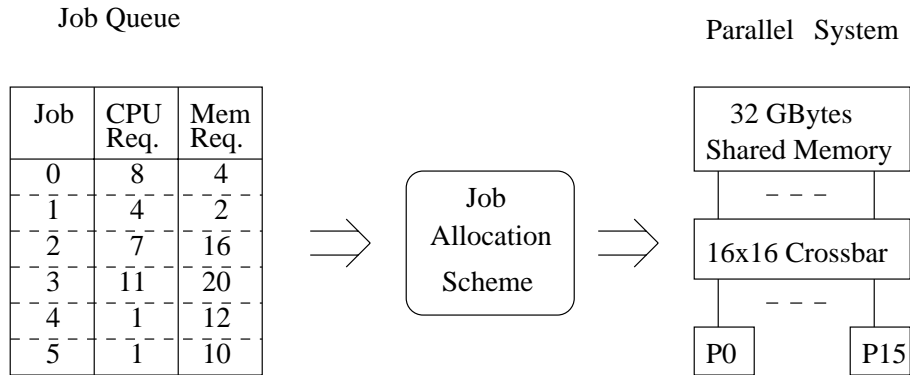 Job Queue
Parallel System
Job CPU Req. Mem Req.
0 8 4
1 4 2
2 7 16
3 11 20
4 1 12
5 1 10
Job
Allocation
Scheme
32 GBytes
Shared Memory
16x16 Crossbar
P0 P15